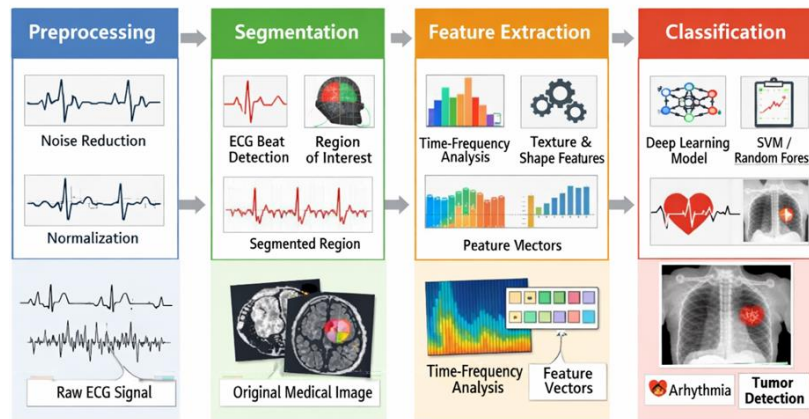 Preprocessing
Segmentation
Feature Extraction
Classification
Noise Reduction
Normalization
Raw ECG Signal
ECG Beat
Detection
Region
of Interest
Segmented Region
Original Medical Image
Time-Frequency
Analysis
Texture &
Shape Features
Peature Vlectors
Time-Frequency
Analysis
Feature
Vectors
Deep Learning
Model
SVM /
Random Fores
Arhythmia
Tumor
Detection